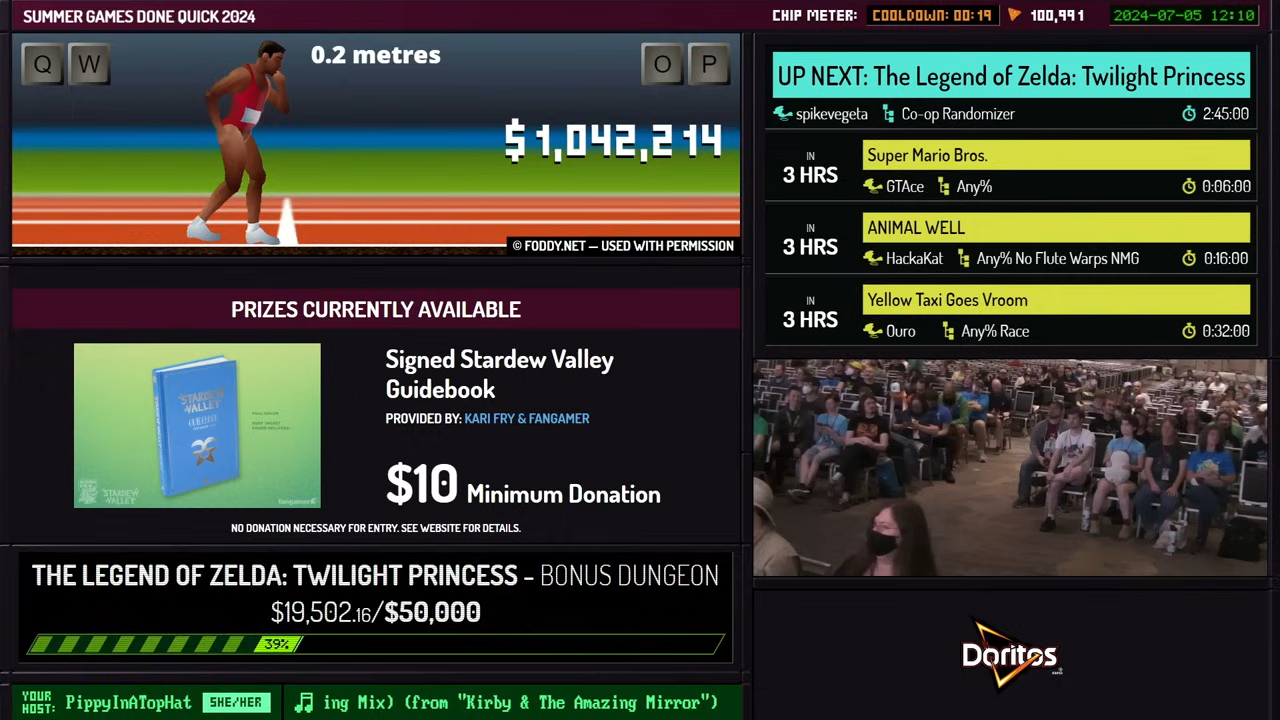 SUMMER GAMES DONE QUICK 2024
CHIP METER: COOLDOWN: 00:19 100,991 2024-07-05 12:10
Q W O P
0.2 metres
$1,042,214
© FODDY.NET — USED WITH PERMISSION
PRIZES CURRENTLY AVAILABLE
STARDEW
VALLEY
STARDEW
VALLEY
fangamer
Signed Stardew Valley
Guidebook
PROVIDED BY: KARI FRY & FANGAMER
$10 Minimum Donation
NO DONATION NECESSARY FOR ENTRY. SEE WEBSITE FOR DETAILS.
THE LEGEND OF ZELDA: TWILIGHT PRINCESS – BONUS DUNGEON
$19,502.16/$50,000
39%
YOUR HOST: PippyInATopHat SHE/HER
ing Mix) (from "Kirby & The Amazing Mirror")
UP NEXT: The Legend of Zelda: Twilight Princess
spikevegeta Co-op Randomizer 2:45:00
IN 3 HRS
Super Mario Bros.
GTAce Any% 0:06:00
IN 3 HRS
ANIMAL WELL
HackaKat Any% No Flute Warps NMG 0:16:00
IN 3 HRS
Yellow Taxi Goes Vroom
Ouro Any% Race 0:32:00
Doritos